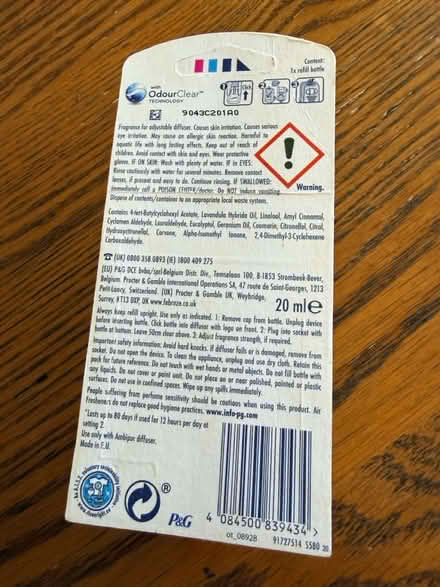 Content:
1x refill bottle
with
OdourClear™
TECHNOLOGY
Click
9043C201A0
Fragrance for adjustable diffuser. Causes skin irritation. Causes serious
eye irritation. May cause an allergic skin reaction. Harmful to
aquatic life with long lasting effects. Keep out of reach of
children. Avoid contact with skin and eyes. Wear protective
gloves. IF ON SKIN: Wash with plenty of water. IF in EYES:
Rinse cautiously with water for several minutes. Remove contact
lenses, if present and easy to do. Continue rinsing. IF SWALLOWED:
Immediately call a POISON CENTER/doctor. Do NOT induce vomiting.
Dispose of contents/container to an appropriate local waste system.
Warning.
Contains 4-tert-Butylcyclohexyl Acetate, Lavandula Hybrida Oil, Linalool, Amyl Cinnamal,
Cyclamen Aldehyde, Lauraldehyde, Eucalyptol, Geranium Oil, Coumarin, Citronellol, Citral,
Hydroxycitronellal, Carvone, Alpha-Isomethyl Ionone, 2,4-Dimethyl-3-Cyclohexene
Carboxaldehyde.
(UK) 0800 358 0893 (IE) 1800 409 275
(EU) P&G DCE bvba/sprl-Belgium Distr. Div., Temselaan 100, B-1853 Strombeek-Bever,
Belgium. Procter & Gamble International Operations SA, 47 route de Saint-Georges, 1213
Petit-Lancy, Switzerland. (UK) Procter & Gamble UK, Weybridge,
Surrey, KT13 0XP, UK www.febreze.co.uk
20 ml e
Always keep refill upright. Use only as indicated. 1: Remove cap from bottle. Unplug device
before inserting bottle. Click bottle into diffuser with logo on front. 2: Plug into socket with
bottle at bottom. Leave 50cm clear above. 3: Adjust fragrance strength, if required.
Important safety information: Avoid hard knocks. If diffuser fails or is damaged, remove from
socket. Do not open the device. To clean the appliance, unplug and use dry cloth. Retain this
pack for future reference. Do not touch with wet hands or metal objects. Do not fill bottle with
any liquids. Do not cover or paint unit. Do not place on or near polished, painted or plastic
surfaces. Do not use in confined spaces. Wipe up any spills immediately.
People suffering from perfume sensitivity should be cautious when using this product. Air
Fresheners do not replace good hygiene practices. www.info-pg.com
*Lasts up to 80 days if used for 12 hours per day at
setting 2.
Use only with Ambipur diffuser.
Made in E.U.
®
P&G
4 084500 839434 >
ot_08928
91727514 SSB0 20